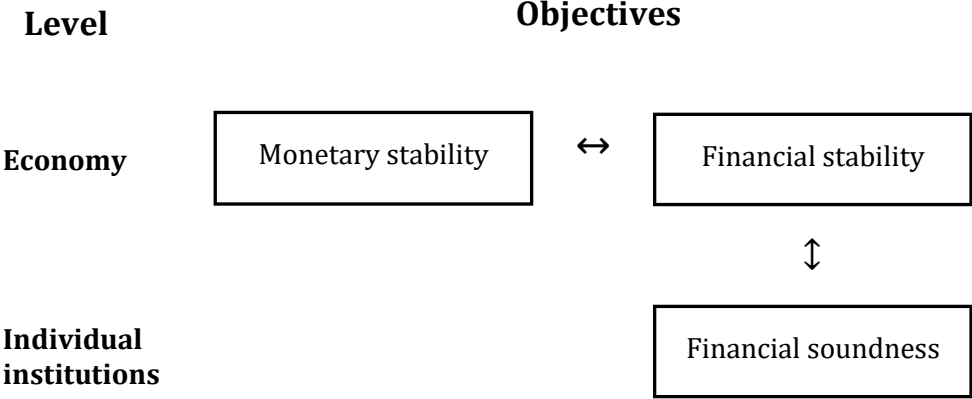 Level
Objectives
Economy
Monetary stability
↔
Financial stability
↕
Individual
institutions
Financial soundness